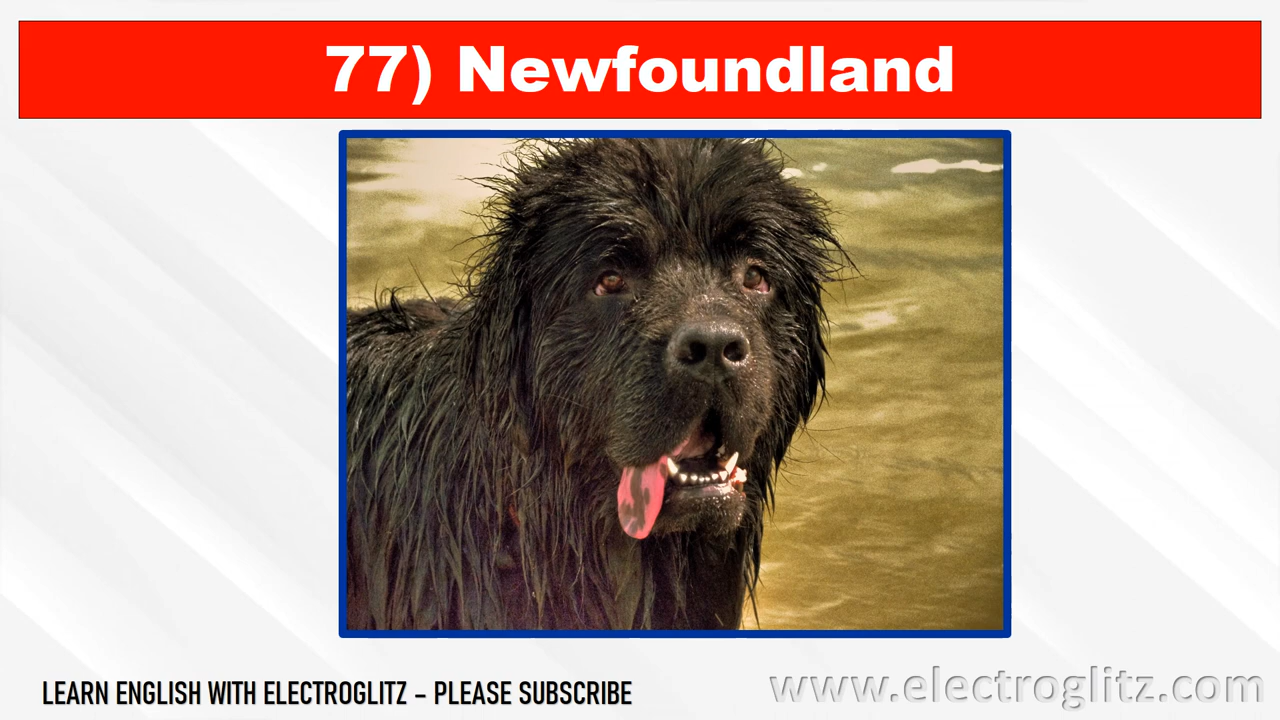 77) Newfoundland
LEARN ENGLISH WITH ELECTROGLITZ – PLEASE SUBSCRIBE
www.electroglitz.com